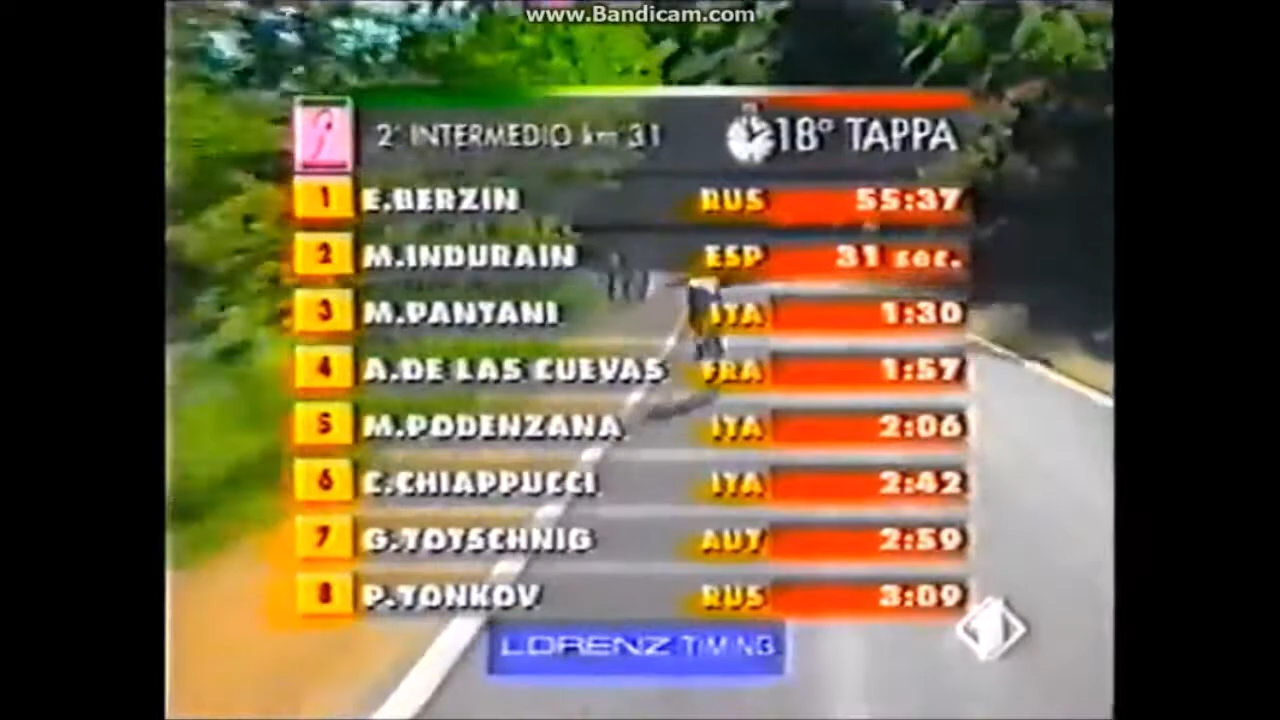 www.Bandicam.com
2° INTERMEDIO km 31 18° TAPPA
1 E.BERZIN RUS 55:37
2 M.INDURAIN ESP 31 sec.
3 M.PANTANI ITA 1:30
4 A.DE LAS CUEVAS FRA 1:57
5 M.PODENZANA ITA 2:06
6 C.CHIAPPUCCI ITA 2:42
7 G.TOTSCHNIG AUT 2:59
8 P.TONKOV RUS 3:09
LORENZ TIMING
1